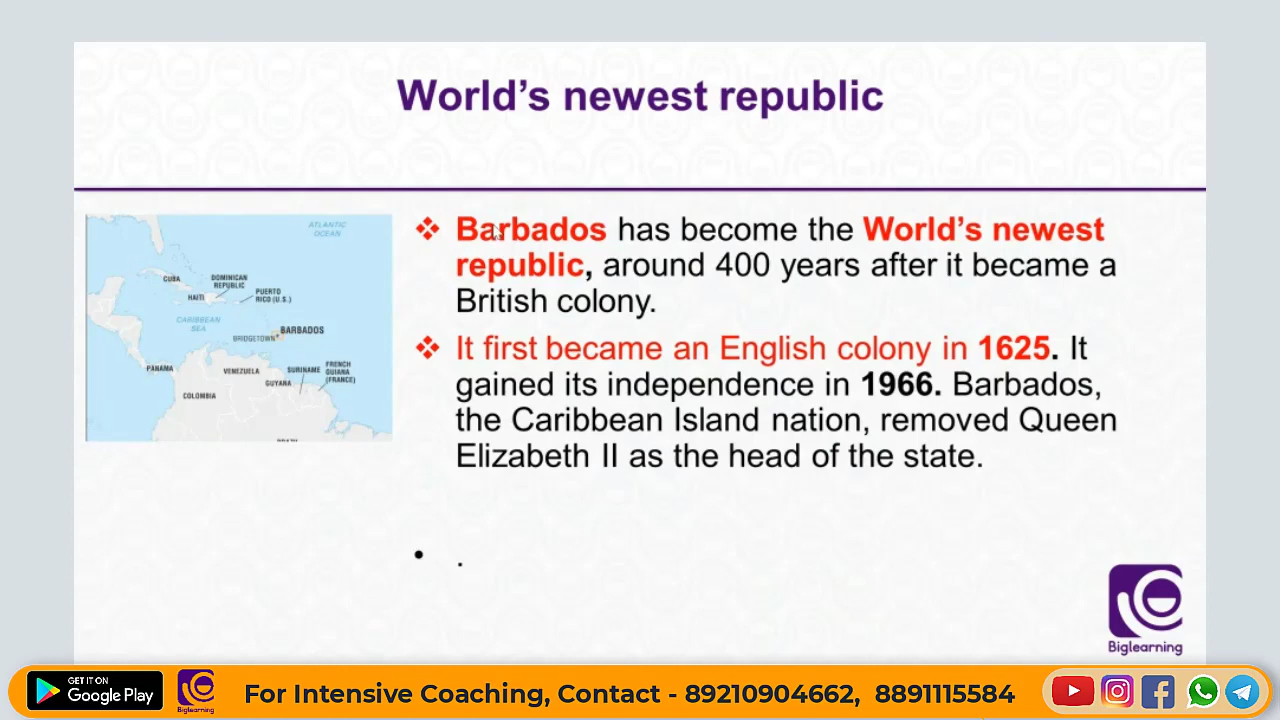 World's newest republic
ATLANTIC
OCEAN
CUBA
DOMINICAN
REPUBLIC
HAITI
PUERTO
RICO (U.S.)
CARIBBEAN
SEA
BARBADOS
BRIDGETOWN
PANAMA
VENEZUELA
SURINAME
FRENCH
GUIANA
(FRANCE)
GUYANA
COLOMBIA
BRAZIL
❖ Barbados has become the World's newest
republic, around 400 years after it became a
British colony.
❖ It first became an English colony in 1625. It
gained its independence in 1966. Barbados,
the Caribbean Island nation, removed Queen
Elizabeth II as the head of the state.
• .
Biglearning
GET IT ON
Google Play
Biglearning
For Intensive Coaching, Contact - 89210904662, 8891115584